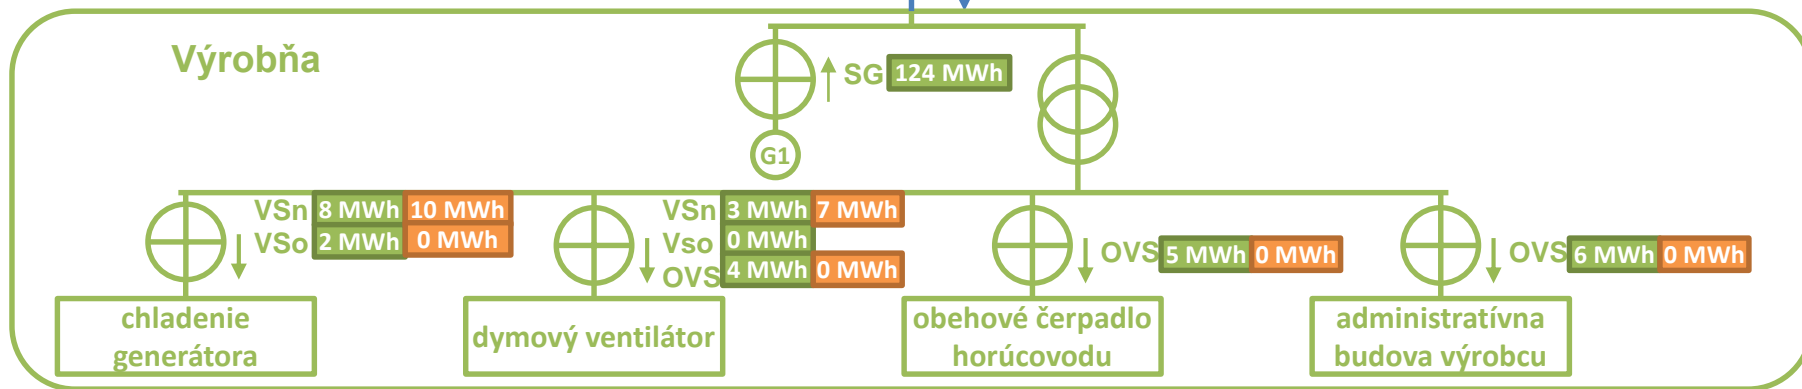 Výrobňa
SG 124 MWh
G1
VSn 8 MWh 10 MWh
VSo 2 MWh 0 MWh
VSn 3 MWh 7 MWh
Vso 0 MWh
OVS 4 MWh 0 MWh
OVS 5 MWh 0 MWh
OVS 6 MWh 0 MWh
chladenie
generátora
dymový ventilátor
obehové čerpadlo
horúcovodu
administratívna
budova výrobcu